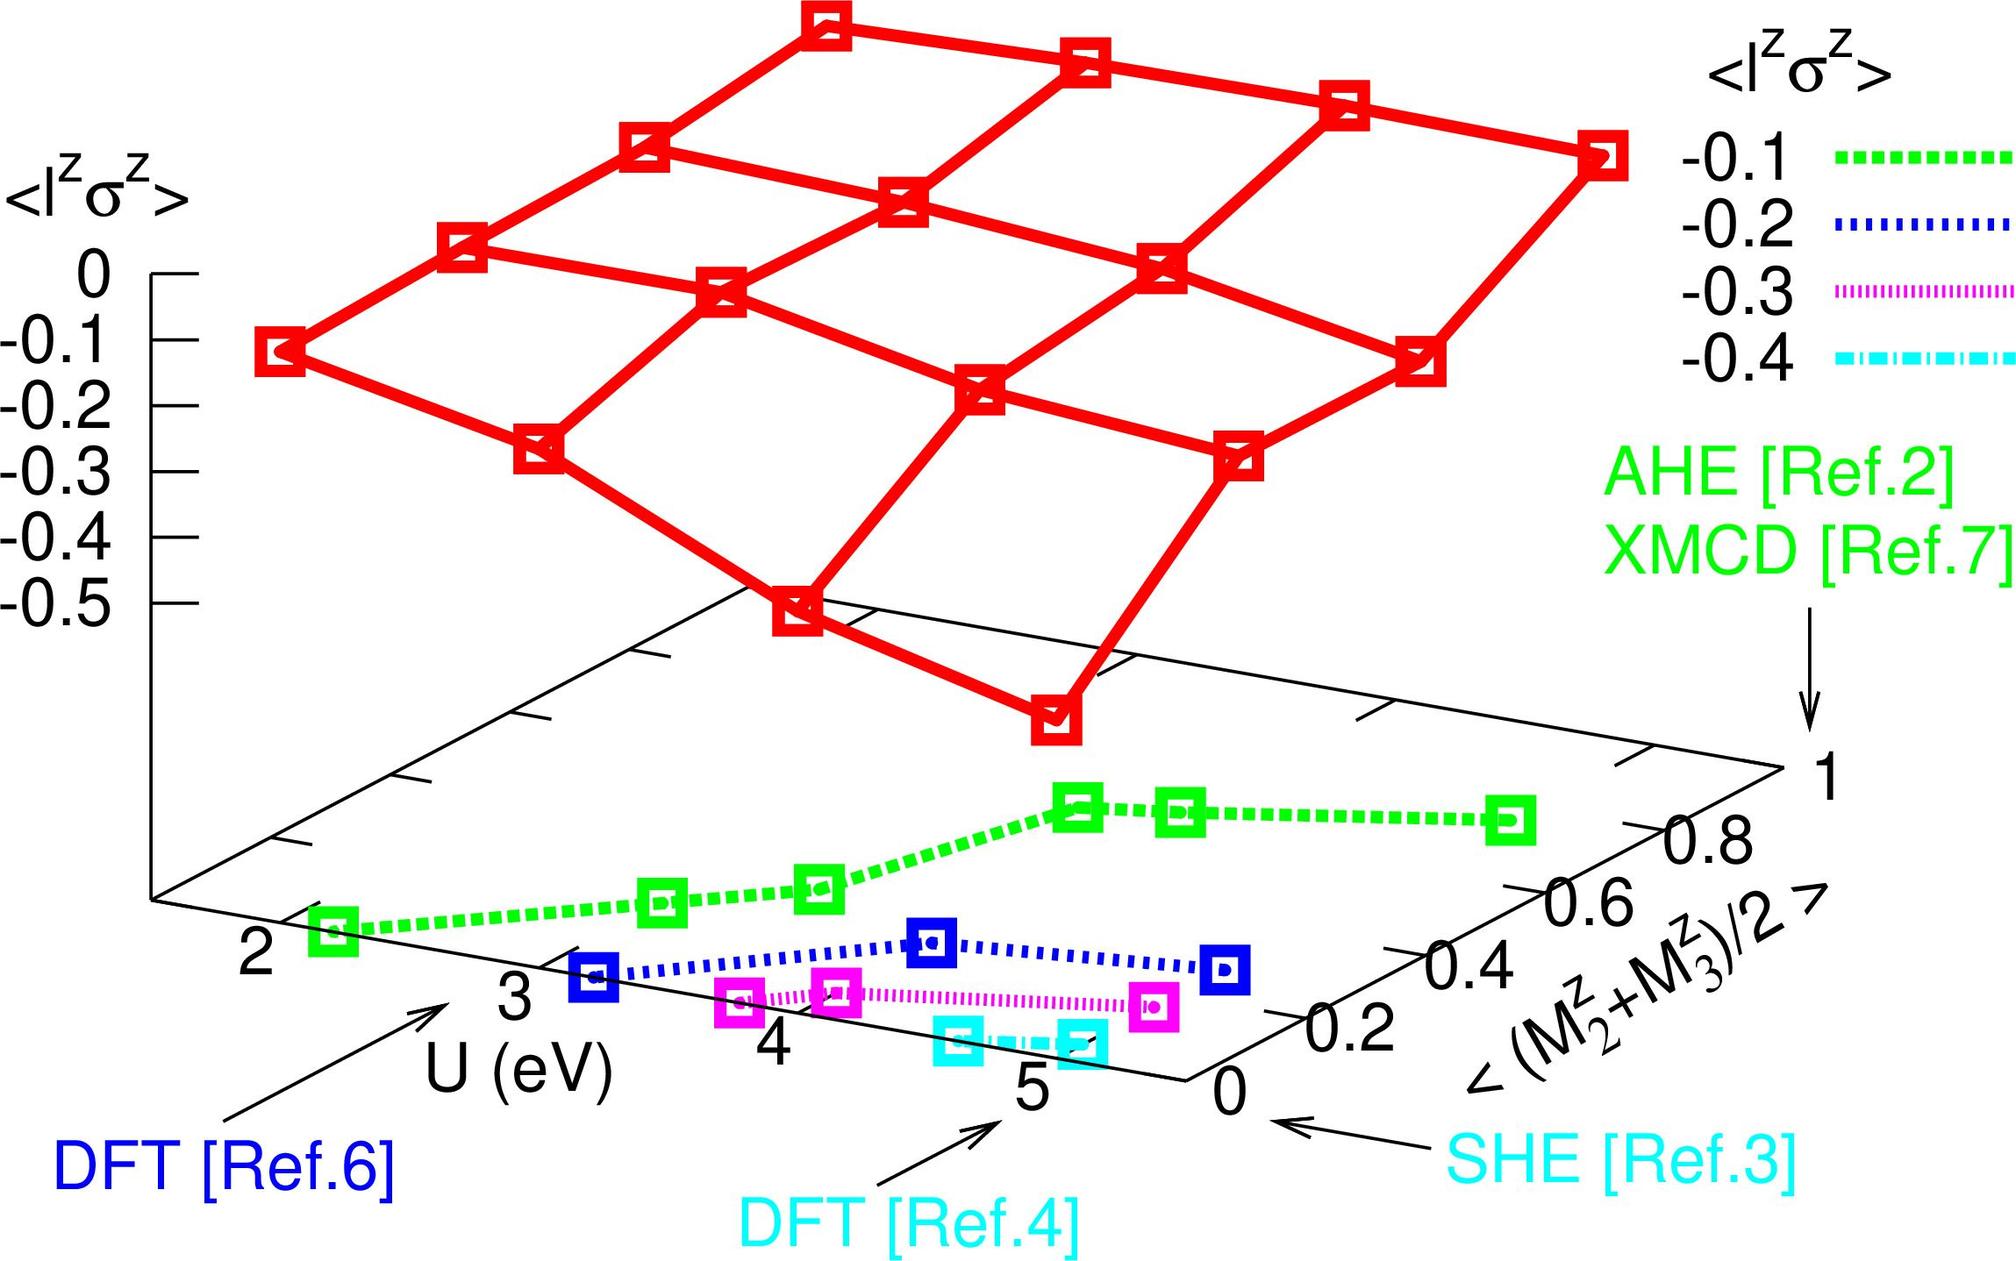 <l^z σ^z>
0
-0.1
-0.2
-0.3
-0.4
-0.5
<l^z σ^z>
-0.1
-0.2
-0.3
-0.4
AHE [Ref.2]
XMCD [Ref.7]
2
3
4
5
U (eV)
0
0.2
0.4
0.6
0.8
1
< (M_2^z+M_3^z)/2 >
DFT [Ref.6]
DFT [Ref.4]
SHE [Ref.3]